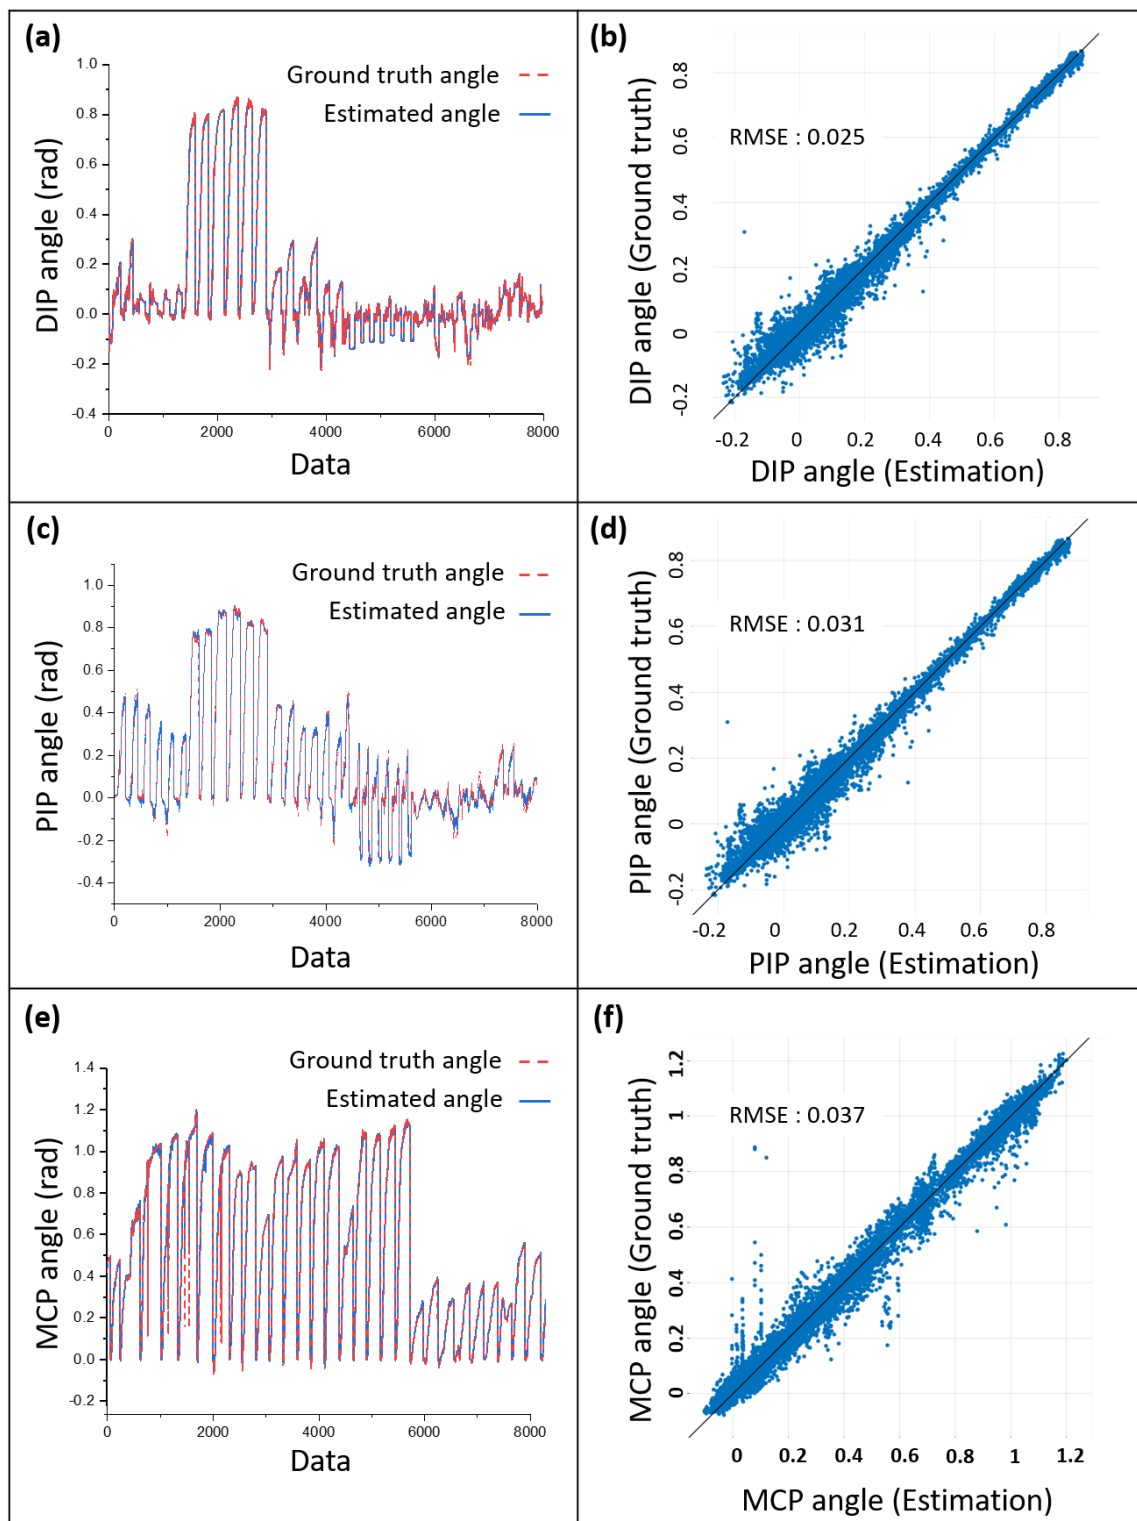 (a)
Ground truth angle
Estimated angle
DIP angle (rad)
1.0
0.8
0.6
0.4
0.2
0.0
-0.2
-0.4
0
2000
4000
6000
8000
Data
(b)
RMSE : 0.025
DIP angle (Ground truth)
0.8
0.6
0.4
0.2
0
-0.2
-0.2
0
0.2
0.4
0.6
0.8
DIP angle (Estimation)
(c)
Ground truth angle
Estimated angle
PIP angle (rad)
1.0
0.8
0.6
0.4
0.2
0.0
-0.2
-0.4
0
2000
4000
6000
8000
Data
(d)
RMSE : 0.031
PIP angle (Ground truth)
0.8
0.6
0.4
0.2
0
-0.2
-0.2
0
0.2
0.4
0.6
0.8
PIP angle (Estimation)
(e)
Ground truth angle
Estimated angle
MCP angle (rad)
1.4
1.2
1.0
0.8
0.6
0.4
0.2
0.0
-0.2
0
2000
4000
6000
8000
Data
(f)
RMSE : 0.037
MCP angle (Ground truth)
1.2
1
0.8
0.6
0.4
0.2
0
0
0.2
0.4
0.6
0.8
1
1.2
MCP angle (Estimation)